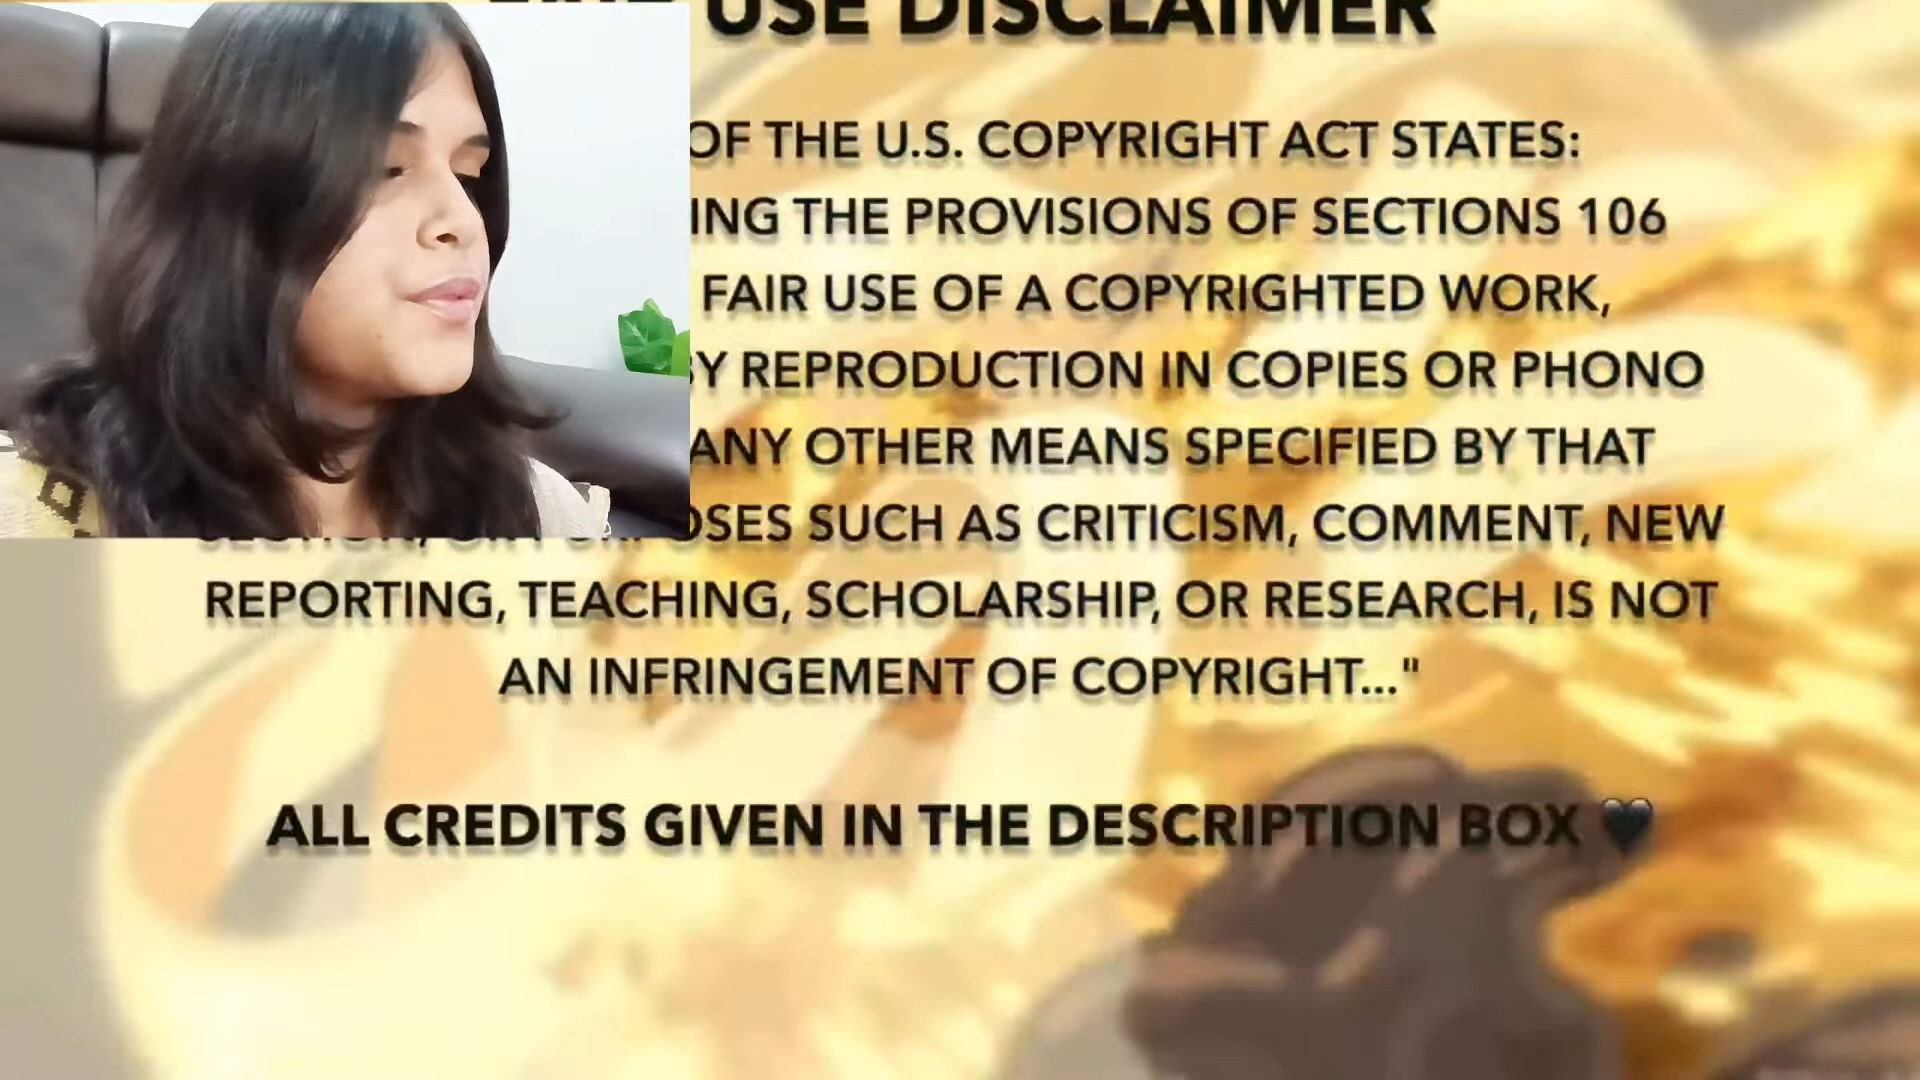 USE DISCLAIMER
OF THE U.S. COPYRIGHT ACT STATES:
THE PROVISIONS OF SECTIONS 106
FAIR USE OF A COPYRIGHTED WORK,
BY REPRODUCTION IN COPIES OR PHONO
ANY OTHER MEANS SPECIFIED BY THAT
SUCH AS CRITICISM, COMMENT, NEW
REPORTING, TEACHING, SCHOLARSHIP, OR RESEARCH, IS NOT
AN INFRINGEMENT OF COPYRIGHT..."
ALL CREDITS GIVEN IN THE DESCRIPTION BOX 🖤